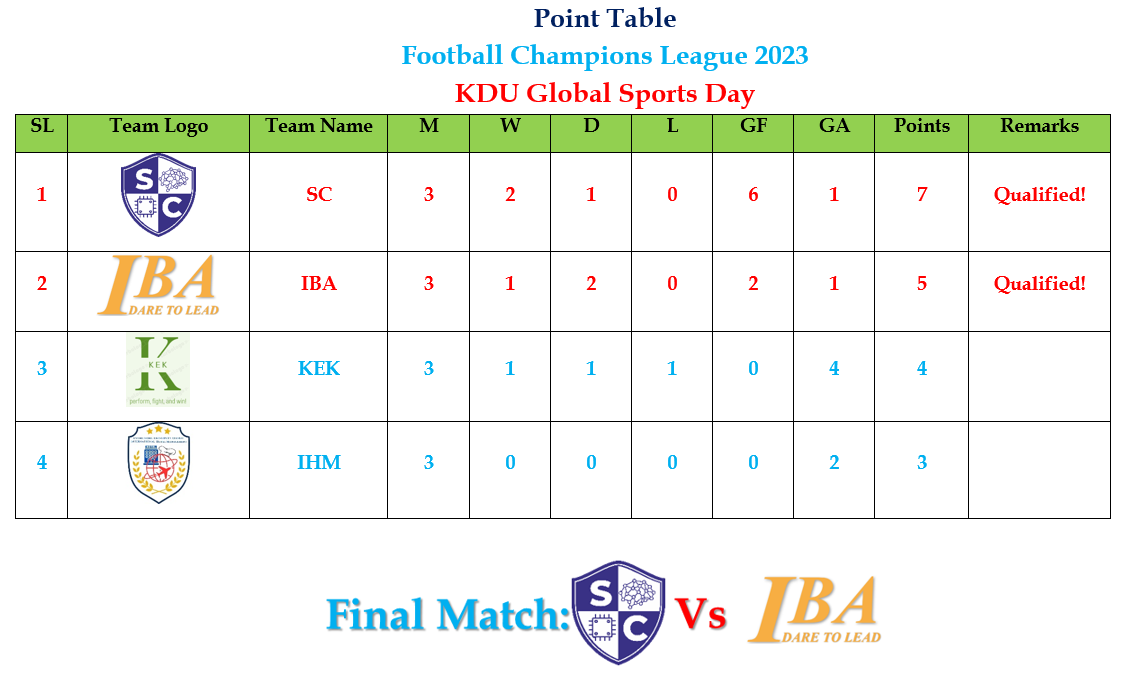 Point Table
Football Champions League 2023
KDU Global Sports Day
SL Team Logo Team Name M W D L GF GA Points Remarks
1 S C SC 3 2 1 0 6 1 7 Qualified!
2 IBA DARE TO LEAD IBA 3 1 2 0 2 1 5 Qualified!
3 K KEK perform, fight, and win! KEK 3 1 1 1 0 4 4
4 IHM 3 0 0 0 0 2 3
Final Match: S C Vs IBA DARE TO LEAD